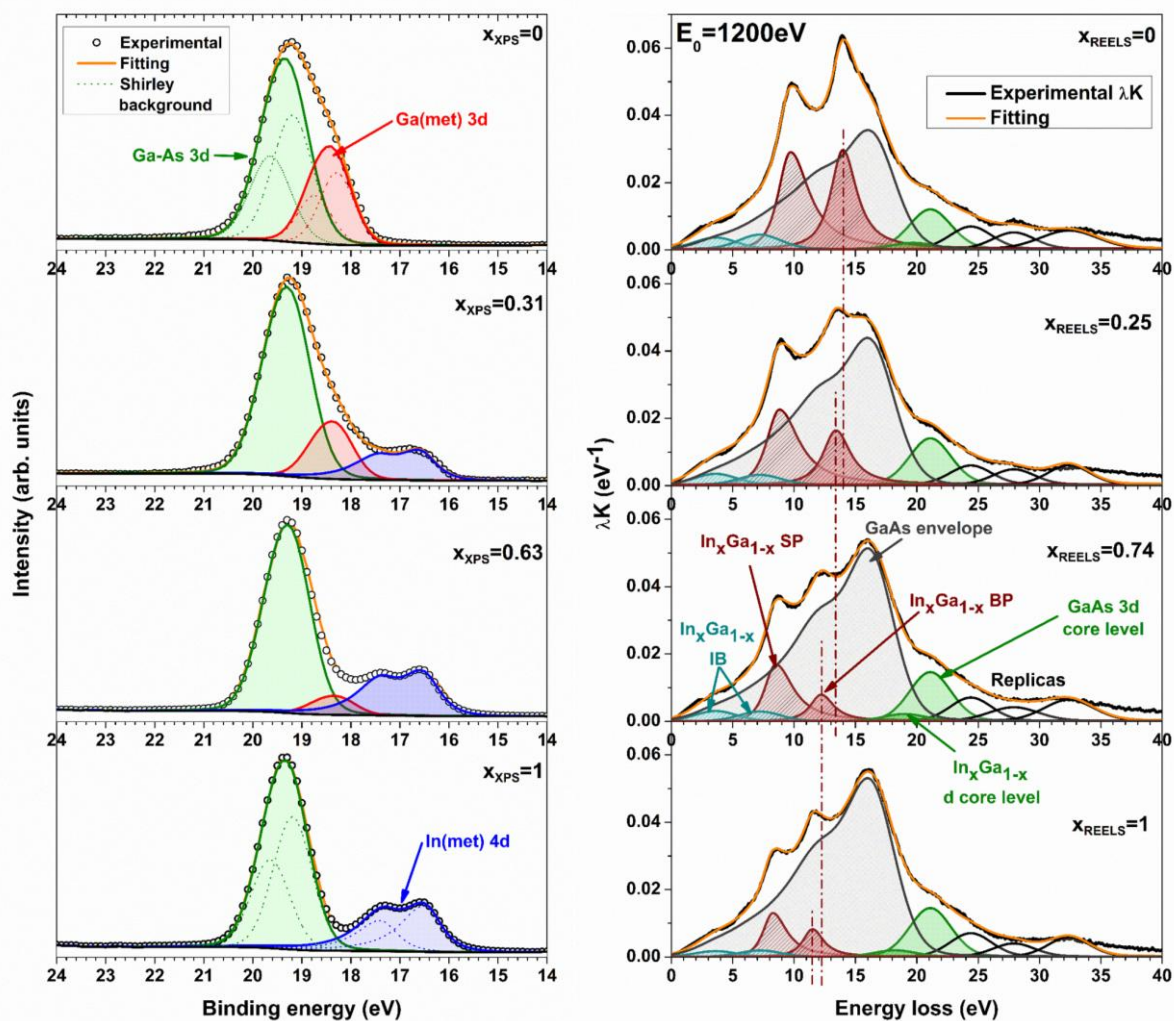 Experimental
Fitting
Shirley
background
x_XPS=0
Ga(met) 3d
Ga-As 3d
24 23 22 21 20 19 18 17 16 15 14
x_XPS=0.31
24 23 22 21 20 19 18 17 16 15 14
x_XPS=0.63
24 23 22 21 20 19 18 17 16 15 14
x_XPS=1
In(met) 4d
24 23 22 21 20 19 18 17 16 15 14
Intensity (arb. units)
Binding energy (eV)
E_0=1200eV
x_REELS=0
Experimental λK
Fitting
0.06
0.04
0.02
0.00
0 5 10 15 20 25 30 35 40
x_REELS=0.25
0.06
0.04
0.02
0.00
0 5 10 15 20 25 30 35 40
GaAs envelope
x_REELS=0.74
In_xGa_1-x SP
In_xGa_1-x BP
GaAs 3d
core level
In_xGa_1-x
IB
Replicas
0.06
0.04
0.02
0.00
0 5 10 15 20 25 30 35 40
In_xGa_1-x
d core level
x_REELS=1
0.06
0.04
0.02
0.00
0 5 10 15 20 25 30 35 40
λK (eV⁻¹)
Energy loss (eV)